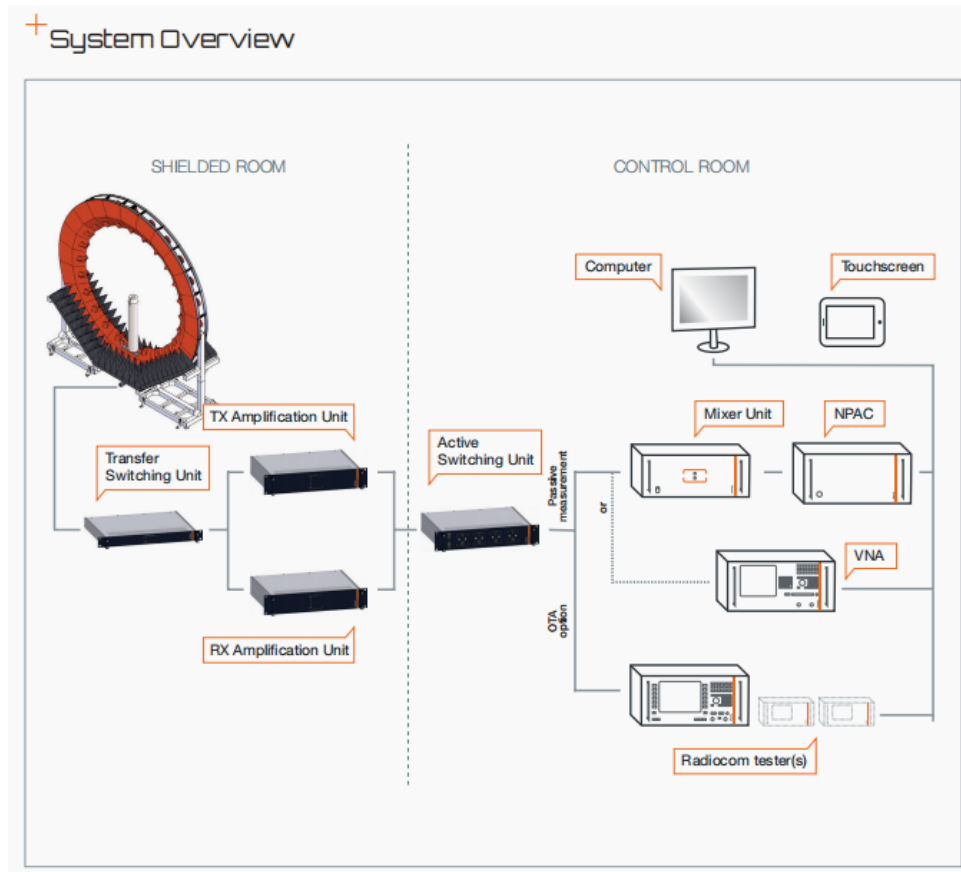 System Overview
SHIELDED ROOM
CONTROL ROOM
Computer
Touchscreen
TX Amplification Unit
Mixer Unit
NPAC
Transfer
Switching Unit
Active
Switching Unit
Passive
measurement
or
VNA
OTA
option
RX Amplification Unit
Radiocom tester(s)